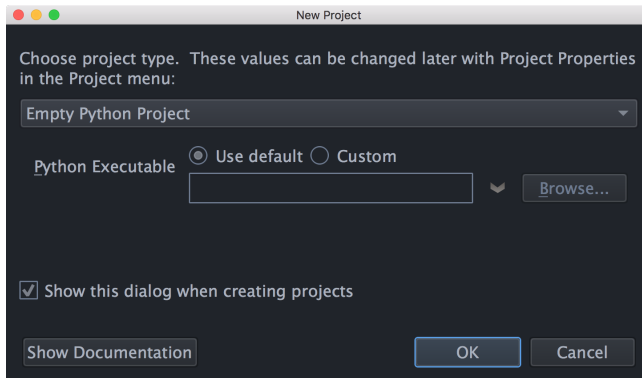 New Project
Choose project type.  These values can be changed later with Project Properties
in the Project menu:
Empty Python Project
Python Executable
Use default
Custom
Browse...
Show this dialog when creating projects
Show Documentation
OK
Cancel